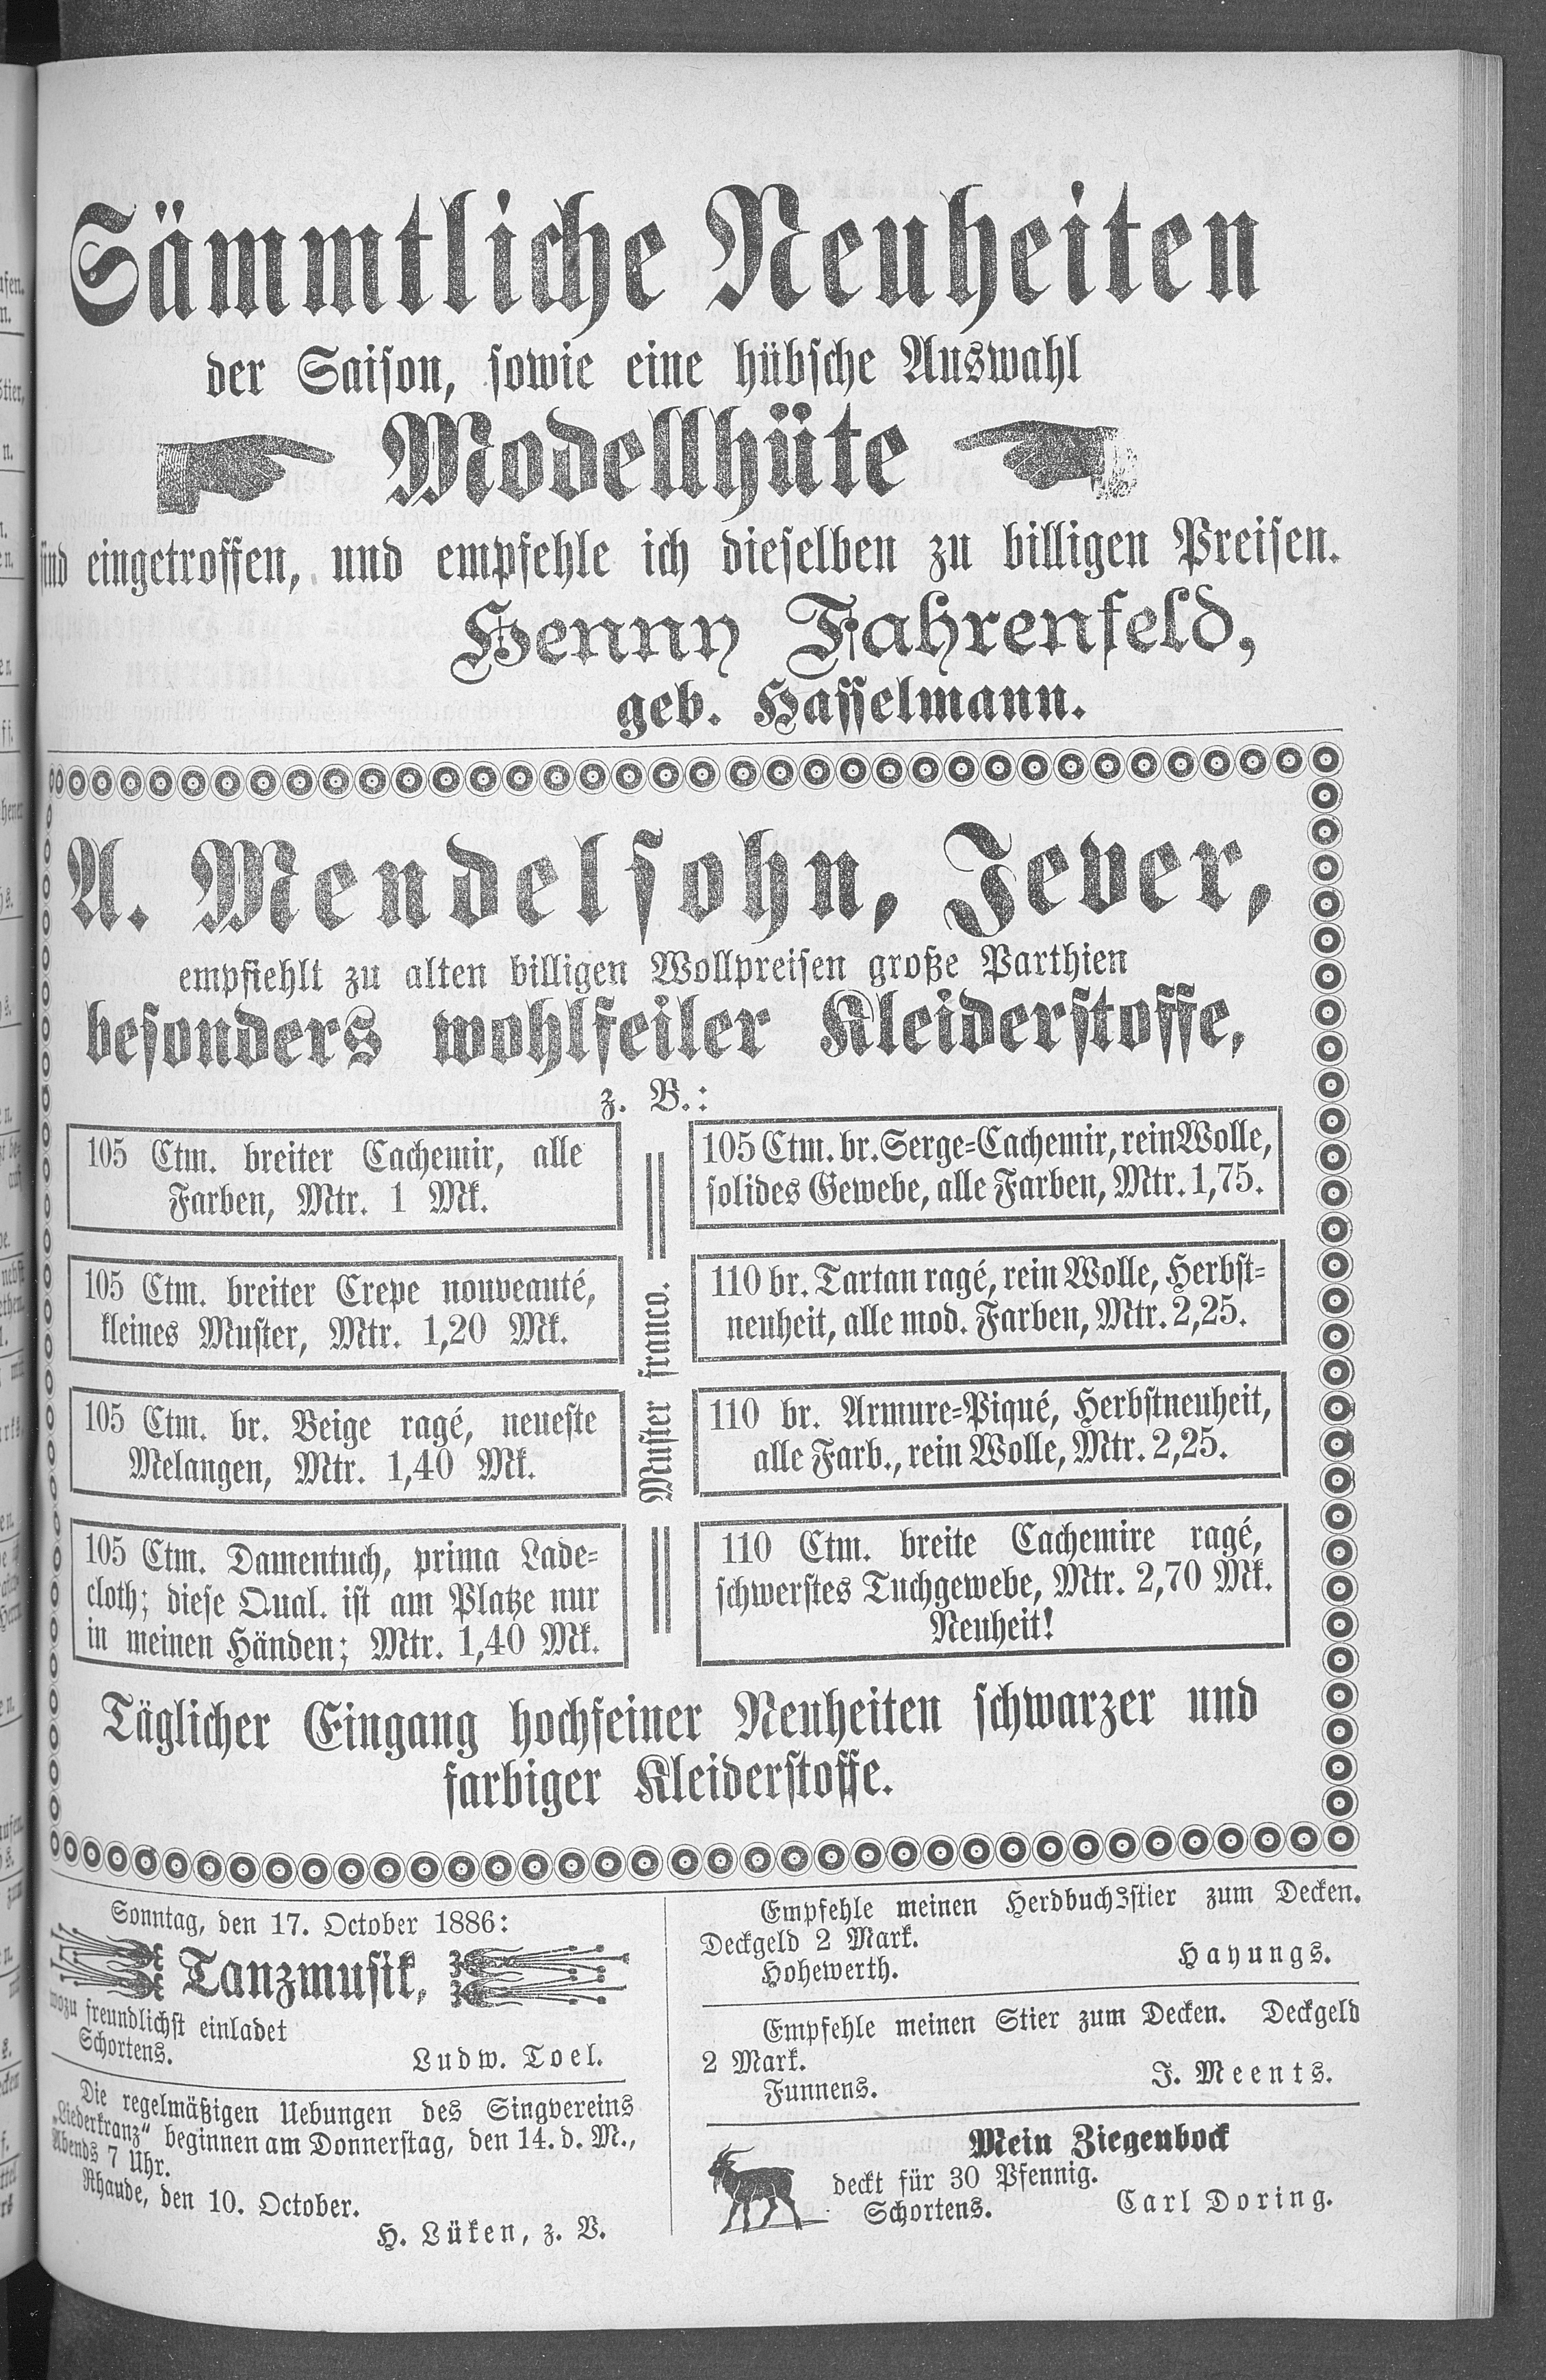 Sämmtliche Neuheiten
der Saison, sowie eine hübsche Auswahl
Modellhüte
sind eingetroffen, und empfehle ich dieselben zu billigen Preisen.
Henny Fahrenfeld,
geb. Hasselmann.
A. Mendelsohn, Jever,
empfiehlt zu alten billigen Wollpreisen große Parthien
besonders wohlfeiler Kleiderstoffe,
z. B.:
105 Ctm. breiter Cachemir, alle
Farben, Mtr. 1 Mk.
105 Ctm. breiter Crepe nouveauté,
kleines Muster, Mtr. 1,20 Mk.
105 Ctm. br. Beige ragé, neueste
Melangen, Mtr. 1,40 Mk.
105 Ctm. Damentuch, prima Lade-
cloth; diese Qual. ist am Platze nur
in meinen Händen; Mtr. 1,40 Mk.
Muster franco.
105 Ctm. br. Serge-Cachemir, rein Wolle,
solides Gewebe, alle Farben, Mtr. 1,75.
110 br. Tartan ragé, rein Wolle, Herbst-
neuheit, alle mod. Farben, Mtr. 2,25.
110 br. Armure-Piqué, Herbstneuheit,
alle Farb., rein Wolle, Mtr. 2,25.
110 Ctm. breite Cachemire ragé,
schwerstes Tuchgewebe, Mtr. 2,70 Mk.
Neuheit!
Täglicher Eingang hochfeiner Neuheiten schwarzer und
farbiger Kleiderstoffe.
Sonntag, den 17. October 1886:
Tanzmusik,
wozu freundlichst einladet
Schortens.
Ludw. Toel.
Die regelmäßigen Uebungen des Singvereins
„Liederkranz“ beginnen am Donnerstag, den 14. d. M.,
Abends 7 Uhr.
Rhaude, den 10. October.
H. Lüken, z. V.
Empfehle meinen Herdbuchsstier zum Decken.
Deckgeld 2 Mark.
Hohewerth.
Hayungs.
Empfehle meinen Stier zum Decken. Deckgeld
2 Mark.
Funnens.
J. Meents.
Mein Ziegenbock
deckt für 30 Pfennig.
Schortens.
Carl Doring.